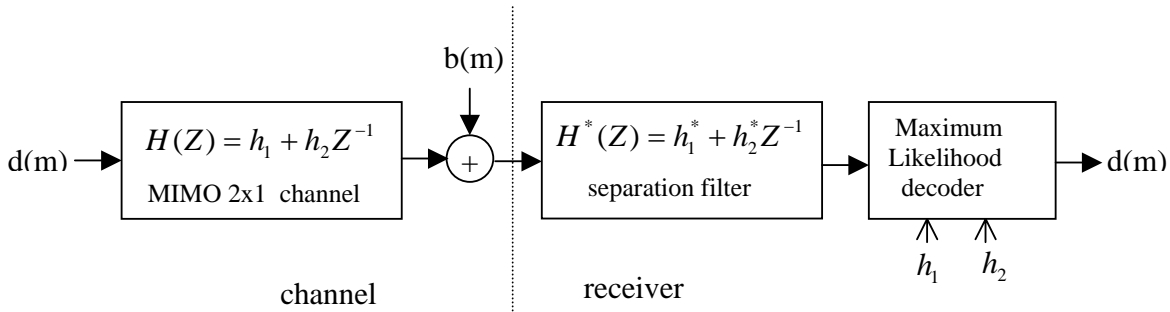 b(m)
d(m)
H(Z) = h₁ + h₂Z⁻¹
MIMO 2x1 channel
+
H*(Z) = h₁* + h₂*Z⁻¹
separation filter
Maximum
Likelihood
decoder
d(m)
h₁ h₂
channel
receiver